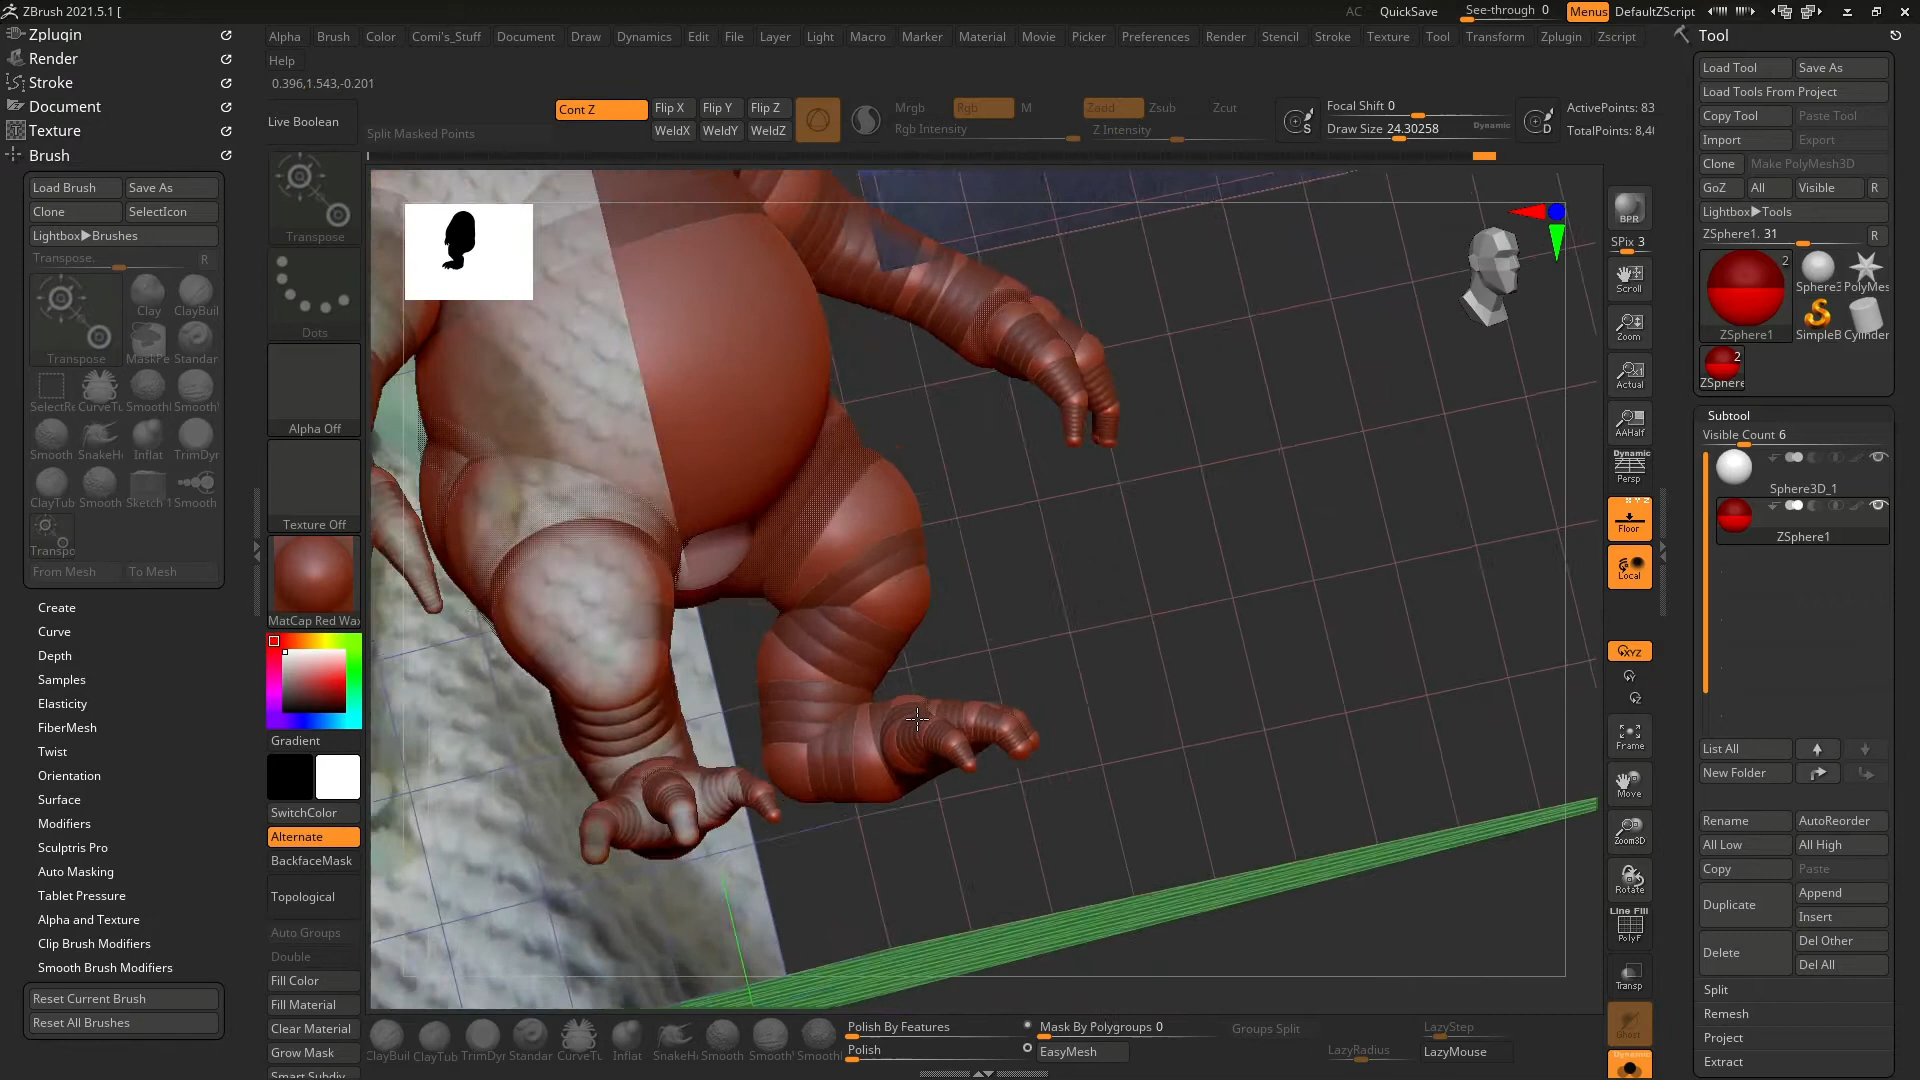 ZBrush 2021.5.1 [
AC QuickSave See-through 0 Menus DefaultZScript
Zplugin
Render
Stroke
Document
Texture
Brush
Load Brush Save As
Clone SelectIcon
Lightbox▶Brushes
Transpose. R
Clay ClayBuil
Transpose MaskPe Standar
SelectRe CurveTu Smooth Smooth
Smooth SnakeHo Inflat TrimDyn
ClayTub Smooth Sketch 1 Smooth
Transpo
From Mesh To Mesh
Create
Curve
Depth
Samples
Elasticity
FiberMesh
Twist
Orientation
Surface
Modifiers
Sculptris Pro
Auto Masking
Tablet Pressure
Alpha and Texture
Clip Brush Modifiers
Smooth Brush Modifiers
Reset Current Brush
Reset All Brushes
Alpha Brush Color Comi's_Stuff Document Draw Dynamics Edit File Layer Light Macro Marker Material Movie Picker Preferences Render Stencil Stroke Texture Tool Transform Zplugin Zscript
Help
0.396,1.543,-0.201
Live Boolean
Split Masked Points
Cont Z Flip X Flip Y Flip Z
WeldX WeldY WeldZ
Mrgb Rgb M
Rgb Intensity
Zadd Zsub Zcut
Z Intensity
S
Focal Shift 0
Draw Size 24.30258 Dynamic
D
ActivePoints: 83
TotalPoints: 8,40
Transpose
Dots
Alpha Off
Texture Off
MatCap Red Wax
Gradient
SwitchColor
Alternate
BackfaceMask
Topological
Auto Groups
Double
Fill Color
Fill Material
Clear Material
Grow Mask
Smart Subdiv
BPR
SPix 3
Scroll
Zoom
Actual
AAHalf
Dynamic
Persp
X Y Z
Floor
Local
XYZ
Y
Z
Frame
Move
Zoom3D
Rotate
Line Fill
PolyF
Transp
Ghost
Dynamic
ClayBuil ClayTub TrimDyn Standar CurveTu Inflat SnakeHo Smooth Smooth Smooth
Polish By Features
Polish
Mask By Polygroups 0
EasyMesh
Groups Split
LazyRadius
LazyStep
LazyMouse
Tool
Load Tool Save As
Load Tools From Project
Copy Tool Paste Tool
Import Export
Clone Make PolyMesh3D
GoZ All Visible R
Lightbox▶Tools
ZSphere1. 31 R
2
Sphere3 PolyMes
ZSphere1 SimpleB Cylinder
2
ZSphere
Subtool
Visible Count 6
Sphere3D_1
ZSphere1
List All
New Folder
Rename AutoReorder
All Low All High
Copy Paste
Duplicate Append
Insert
Delete Del Other
Del All
Split
Remesh
Project
Extract